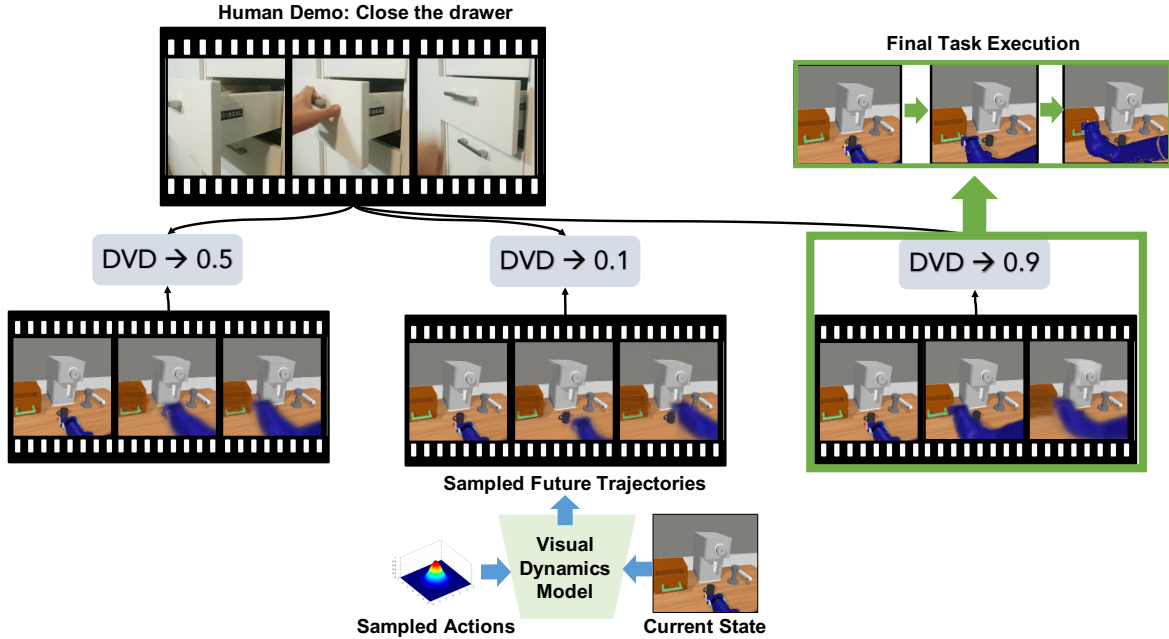 Human Demo: Close the drawer
Final Task Execution
IDEAL
DVD → 0.5
DVD → 0.1
DVD → 0.9
Sampled Future Trajectories
Visual
Dynamics
Model
Sampled Actions
Current State